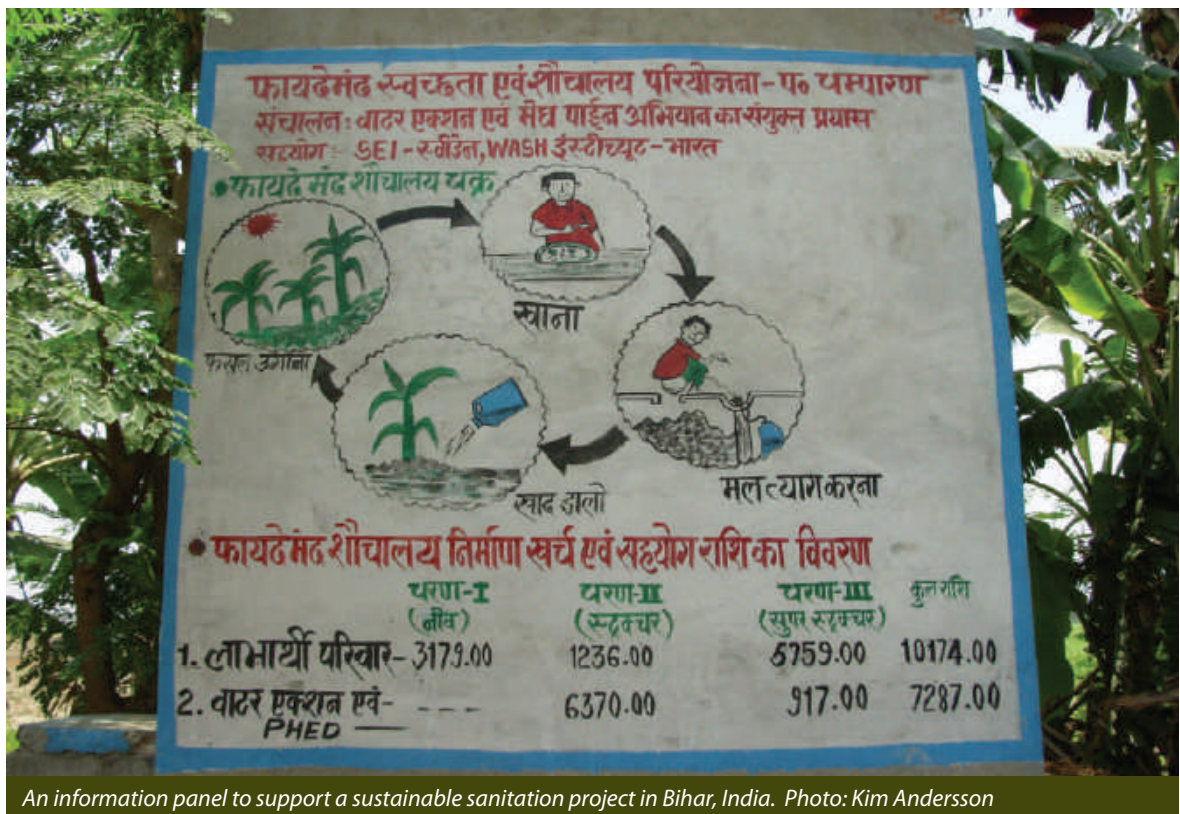 फायदेमंद स्वच्छता एवं शौचालय परियोजना-प० चम्पारण
संचालन: वाटर एक्शन एवं मेघ पाईन अभियान का संयुक्त प्रयास
सहयोग:- SEI-स्वीडेन, WASH इंस्टीच्यूट-भारत
•फायदेमंद शौचालय चक्र
खाना
फसल उगाना
खाद डालो
मल त्याग करना
• फायदेमंद शौचालय निर्माण खर्च एवं सहयोग राशि का विवरण
चरण-I चरण-II चरण-III कुल राशि
(नींव) (स्ट्रक्चर) (सुपर स्ट्रक्चर)
1. लाभार्थी परिवार- 3179.00 1236.00 5759.00 10174.00
2. वाटर एक्शन एवं- ---- 6370.00 917.00 7287.00
PHED —
An information panel to support a sustainable sanitation project in Bihar, India. Photo: Kim Andersson